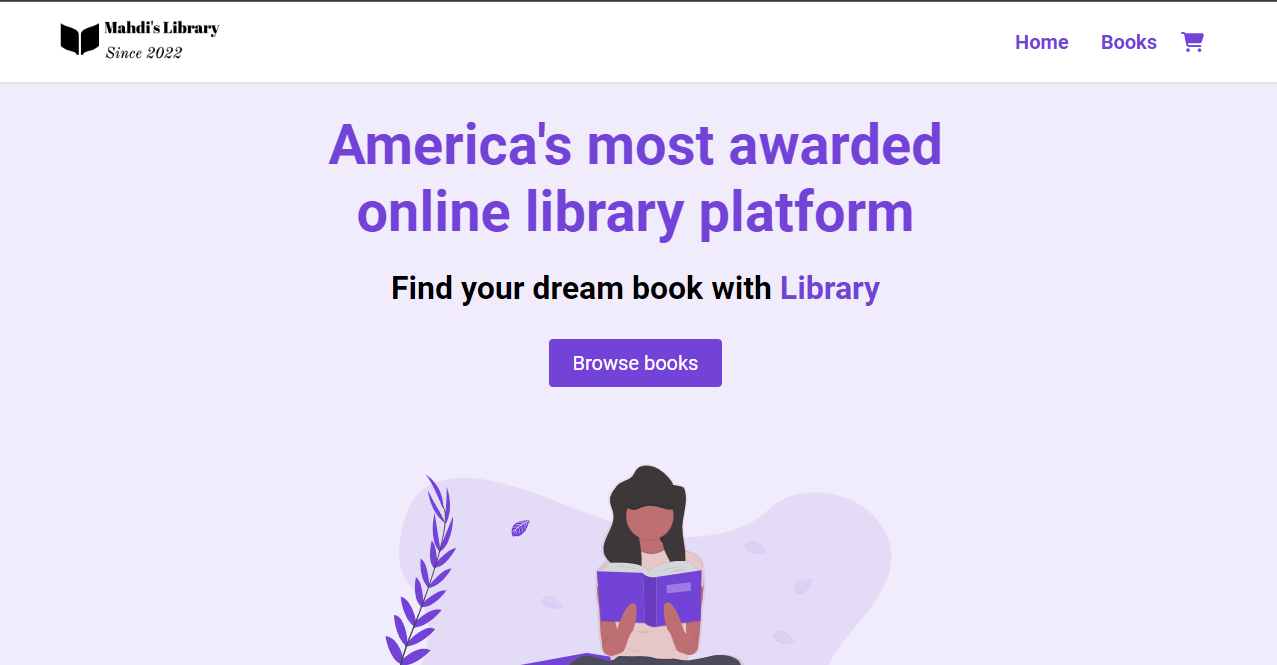 Mahdi's Library
Since 2022
Home Books
America's most awarded
online library platform
Find your dream book with Library
Browse books